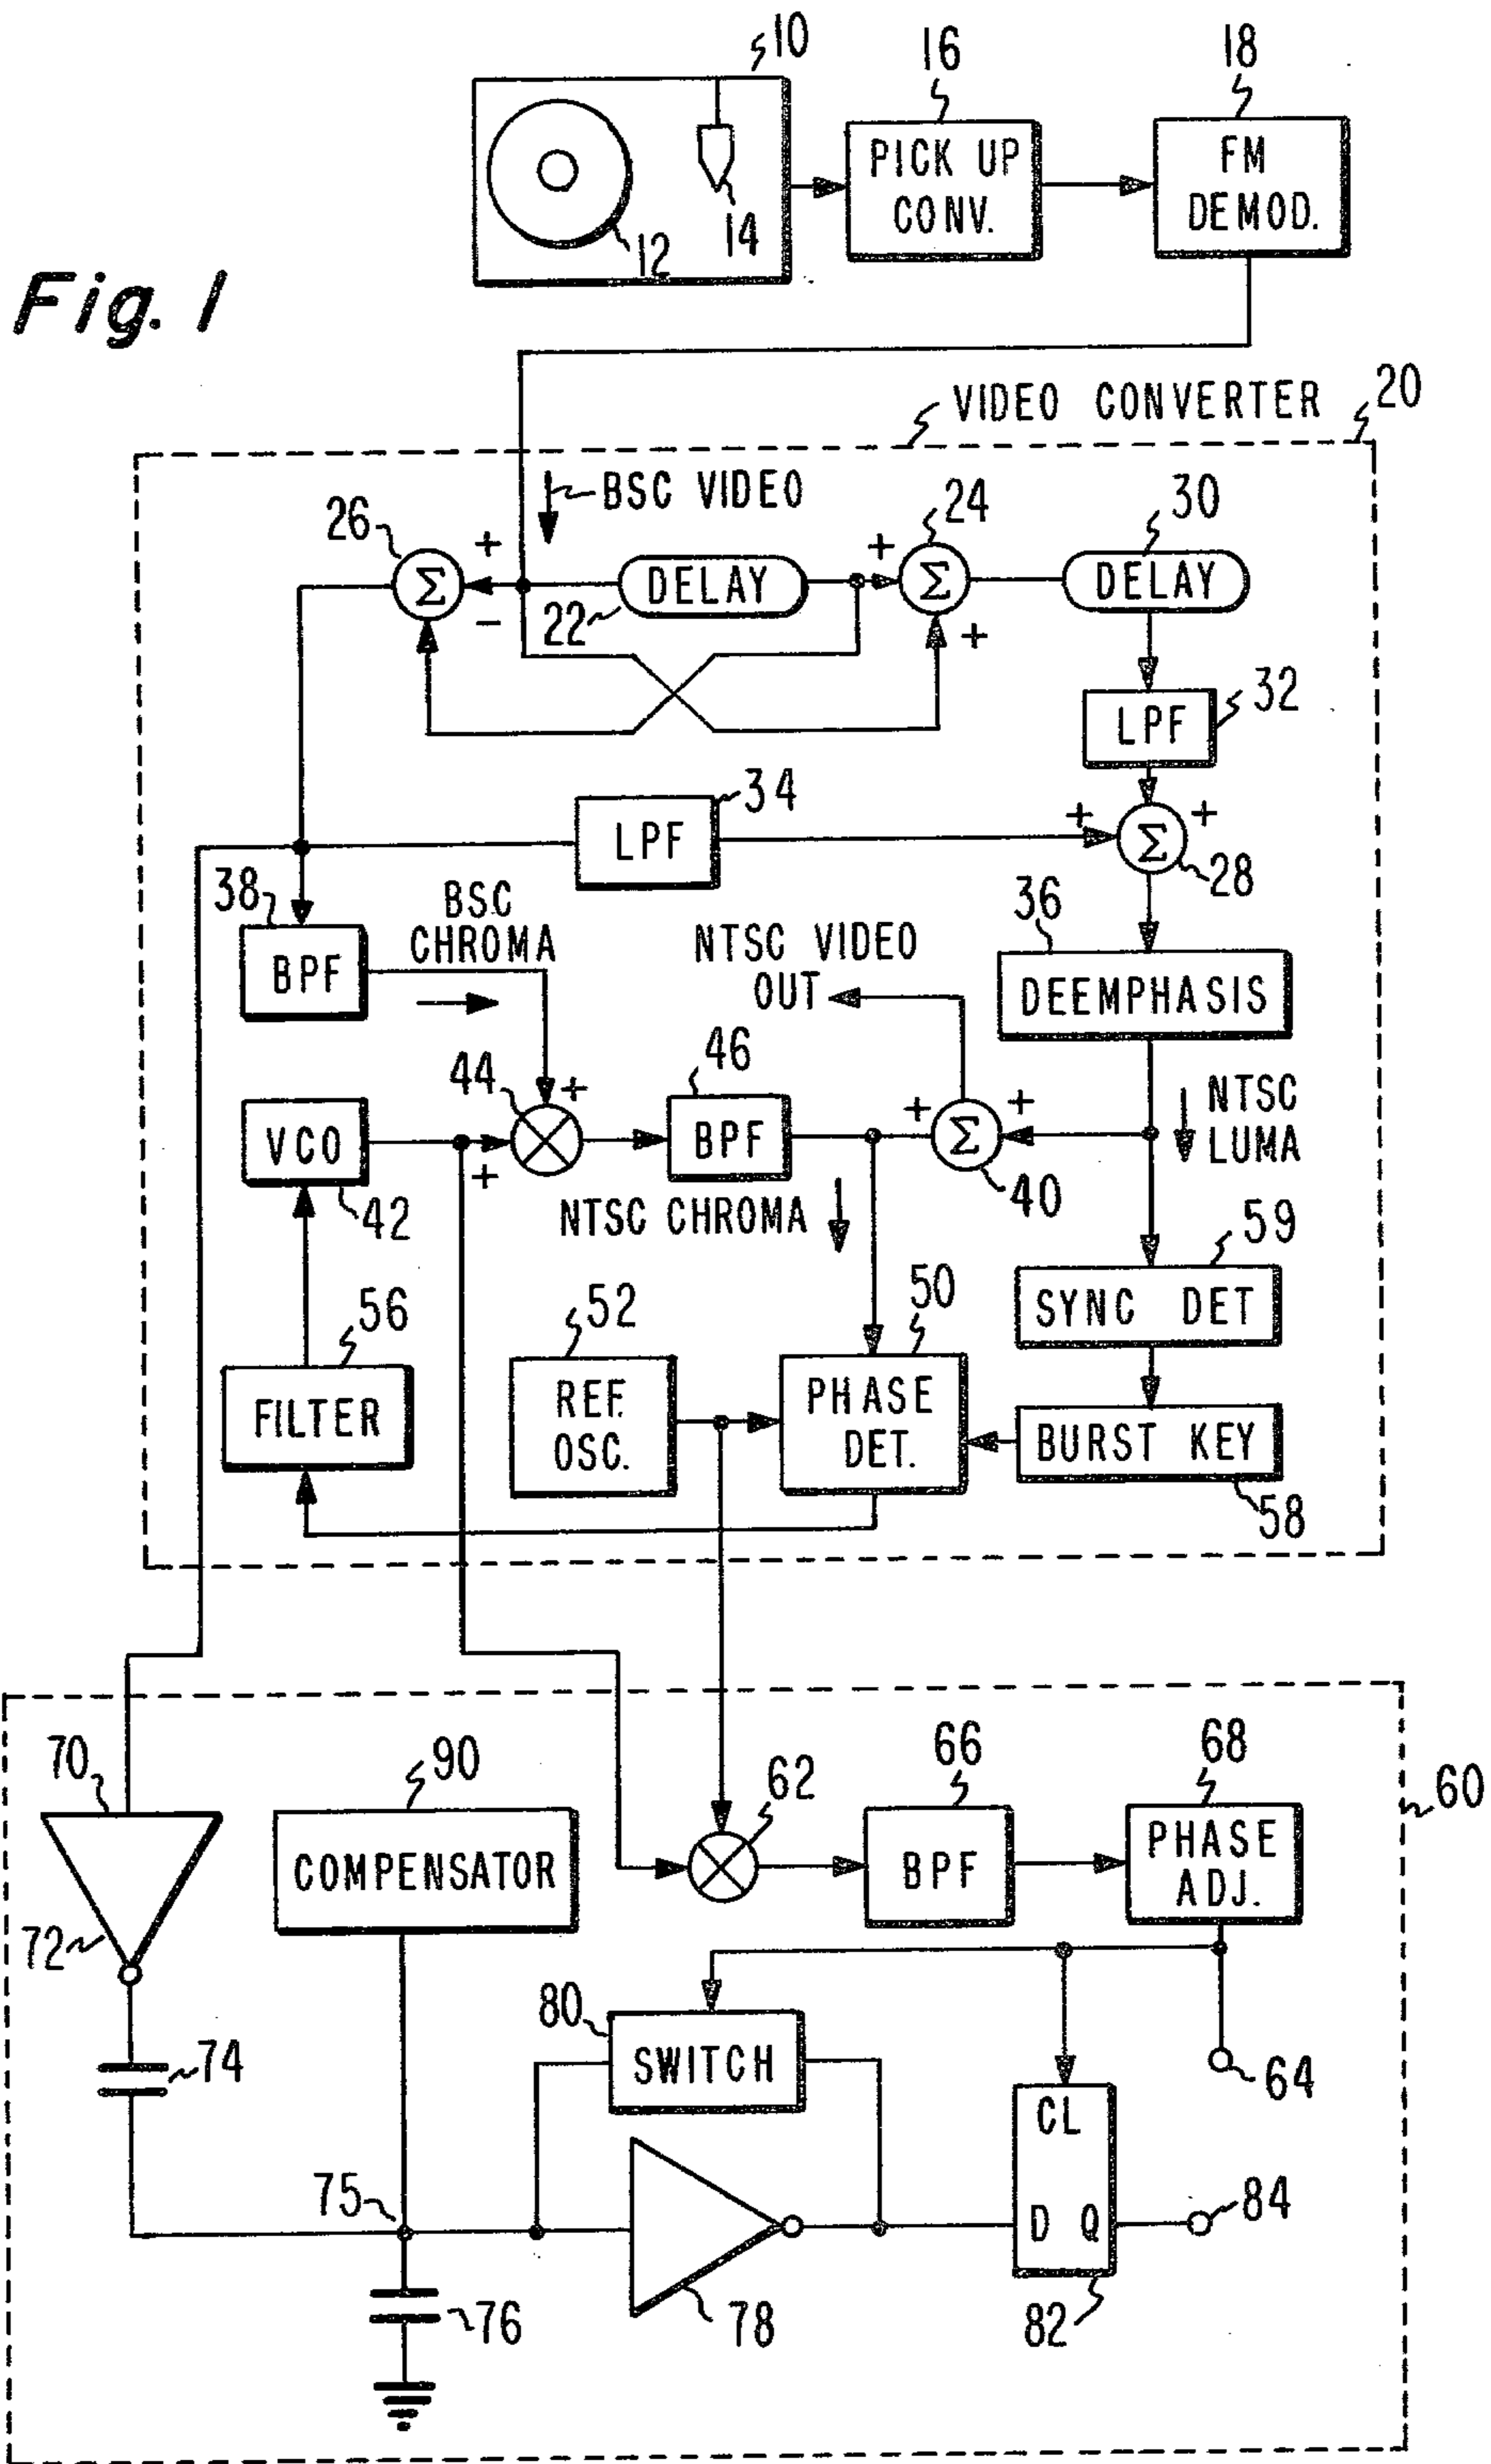 10
16
18
PICK UP
CONV.
FM
DEMOD.
12
14
Fig. 1
VIDEO CONVERTER
20
BSC VIDEO
26
24
30
+
+
Σ
DELAY
Σ
DELAY
22
-
+
32
LPF
34
LPF
+
+
Σ
28
38
BSC
CHROMA
36
NTSC VIDEO
OUT
BPF
DEEMPHASIS
44
46
+
+
+
NTSC
LUMA
VCO
BPF
Σ
+
42
40
NTSC CHROMA
59
56
52
50
SYNC DET
FILTER
REF.
OSC.
PHASE
DET.
BURST KEY
58
70
90
62
66
68
60
COMPENSATOR
BPF
PHASE
ADJ.
72
80
SWITCH
74
64
CL
75
84
D Q
76
78
82